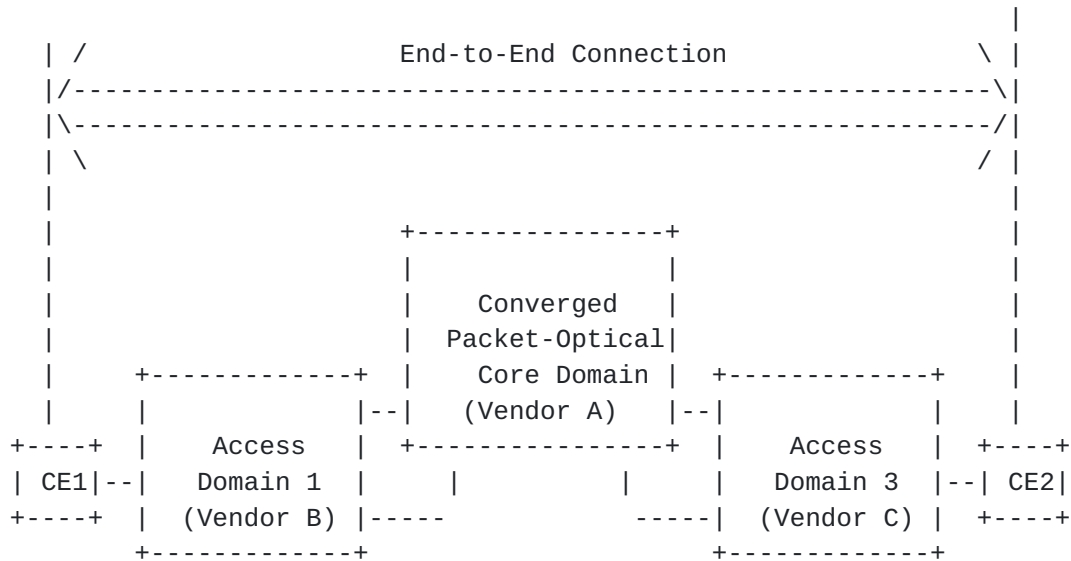 End-to-End Connection
Converged
Packet-Optical
Access Core Domain Access
CE1 Domain 1 (Vendor A) Domain 3 CE2
(Vendor B) (Vendor C)